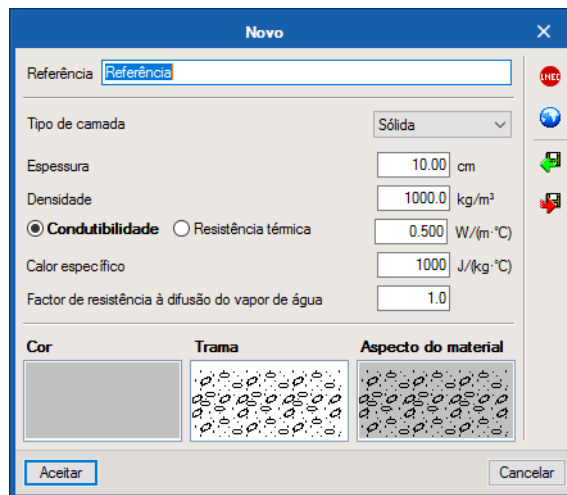 Novo
Referência Referência
LNEC
Tipo de camada Sólida
Espessura 10.00 cm
Densidade 1000.0 kg/m³
Condutibilidade Resistência térmica 0.500 W/(m·°C)
Calor específico 1000 J/(kg·°C)
Factor de resistência à difusão do vapor de água 1.0
Cor Trama Aspecto do material
Aceitar Cancelar